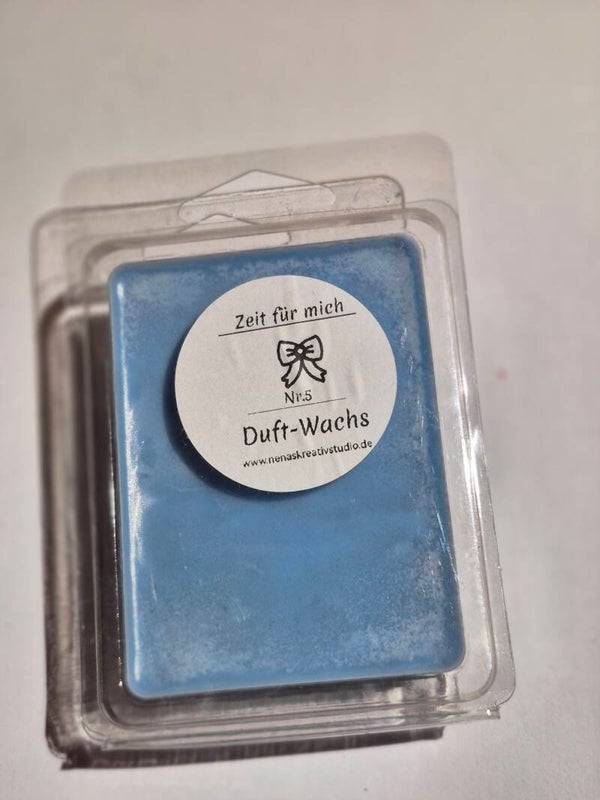 Zeit für mich
Nr.5
Duft-Wachs
www.nenaskreativstudio.de